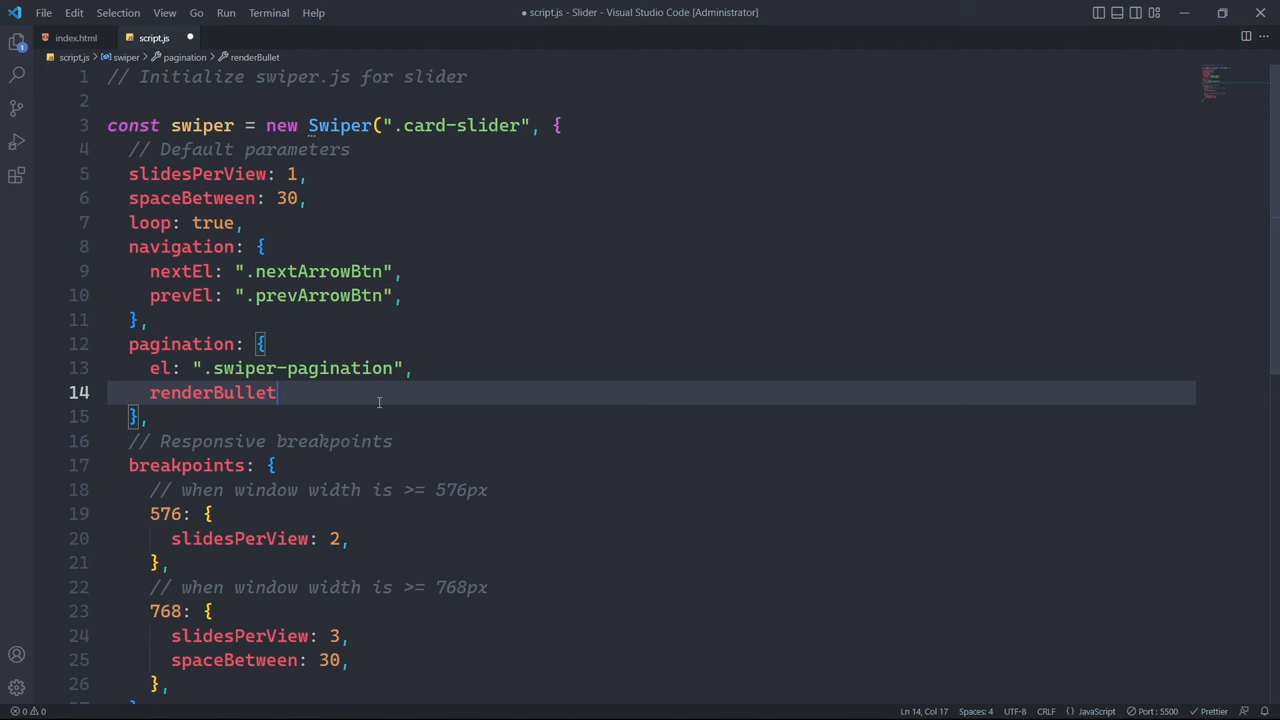 File Edit Selection View Go Run Terminal Help
● script.js - Slider - Visual Studio Code [Administrator]
index.html
script.js
script.js > swiper > pagination > renderBullet
1 // Initialize swiper.js for slider
2
3 const swiper = new Swiper(".card-slider", {
4 // Default parameters
5 slidesPerView: 1,
6 spaceBetween: 30,
7 loop: true,
8 navigation: {
9 nextEl: ".nextArrowBtn",
10 prevEl: ".prevArrowBtn",
11 },
12 pagination: {
13 el: ".swiper-pagination",
14 renderBullet
15 },
16 // Responsive breakpoints
17 breakpoints: {
18 // when window width is >= 576px
19 576: {
20 slidesPerView: 2,
21 },
22 // when window width is >= 768px
23 768: {
24 slidesPerView: 3,
25 spaceBetween: 30,
26 },
1
0 0 Ln 14, Col 17 Spaces: 4 UTF-8 CRLF {} JavaScript Port : 5500 Prettier